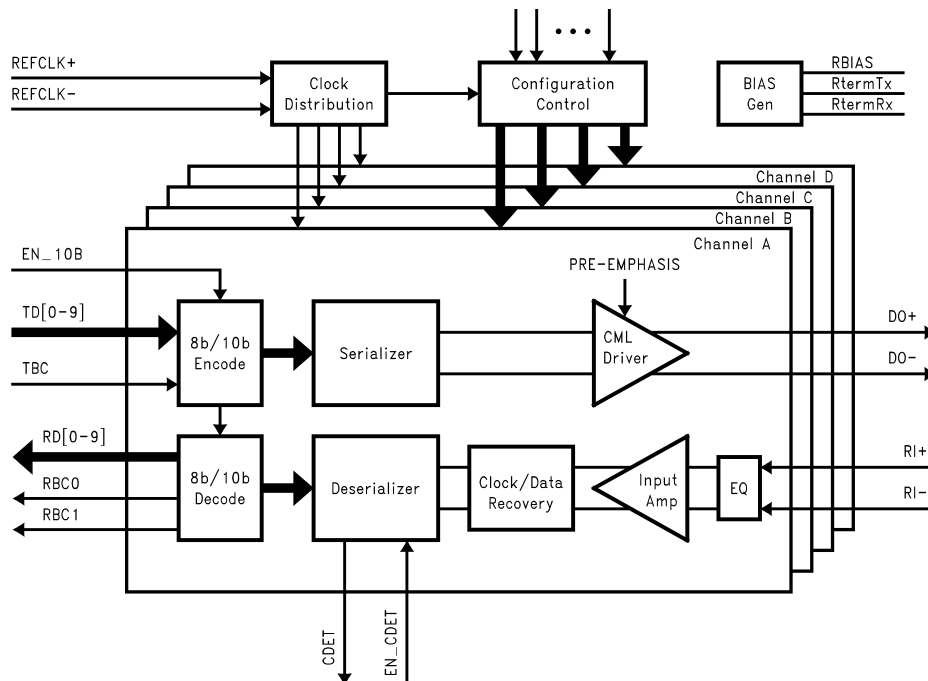 REFCLK+
REFCLK-
Clock
Distribution
Configuration
Control
BIAS
Gen
RBIAS
RtermTx
RtermRx
Channel D
Channel C
Channel B
Channel A
EN_10B
PRE-EMPHASIS
TD[0-9]
8b/10b
Encode
Serializer
CML
Driver
DO+
DO-
TBC
RD[0-9]
RBC0
RBC1
8b/10b
Decode
Deserializer
Clock/Data
Recovery
Input
Amp
EQ
RI+
RI-
CDET
EN_CDET